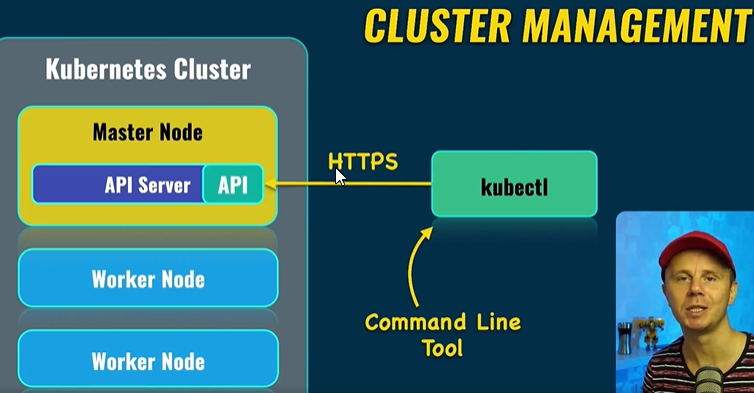 CLUSTER MANAGEMENT
Kubernetes Cluster
Master Node
API Server
API
HTTPS
kubectl
Worker Node
Command Line
Tool
Worker Node